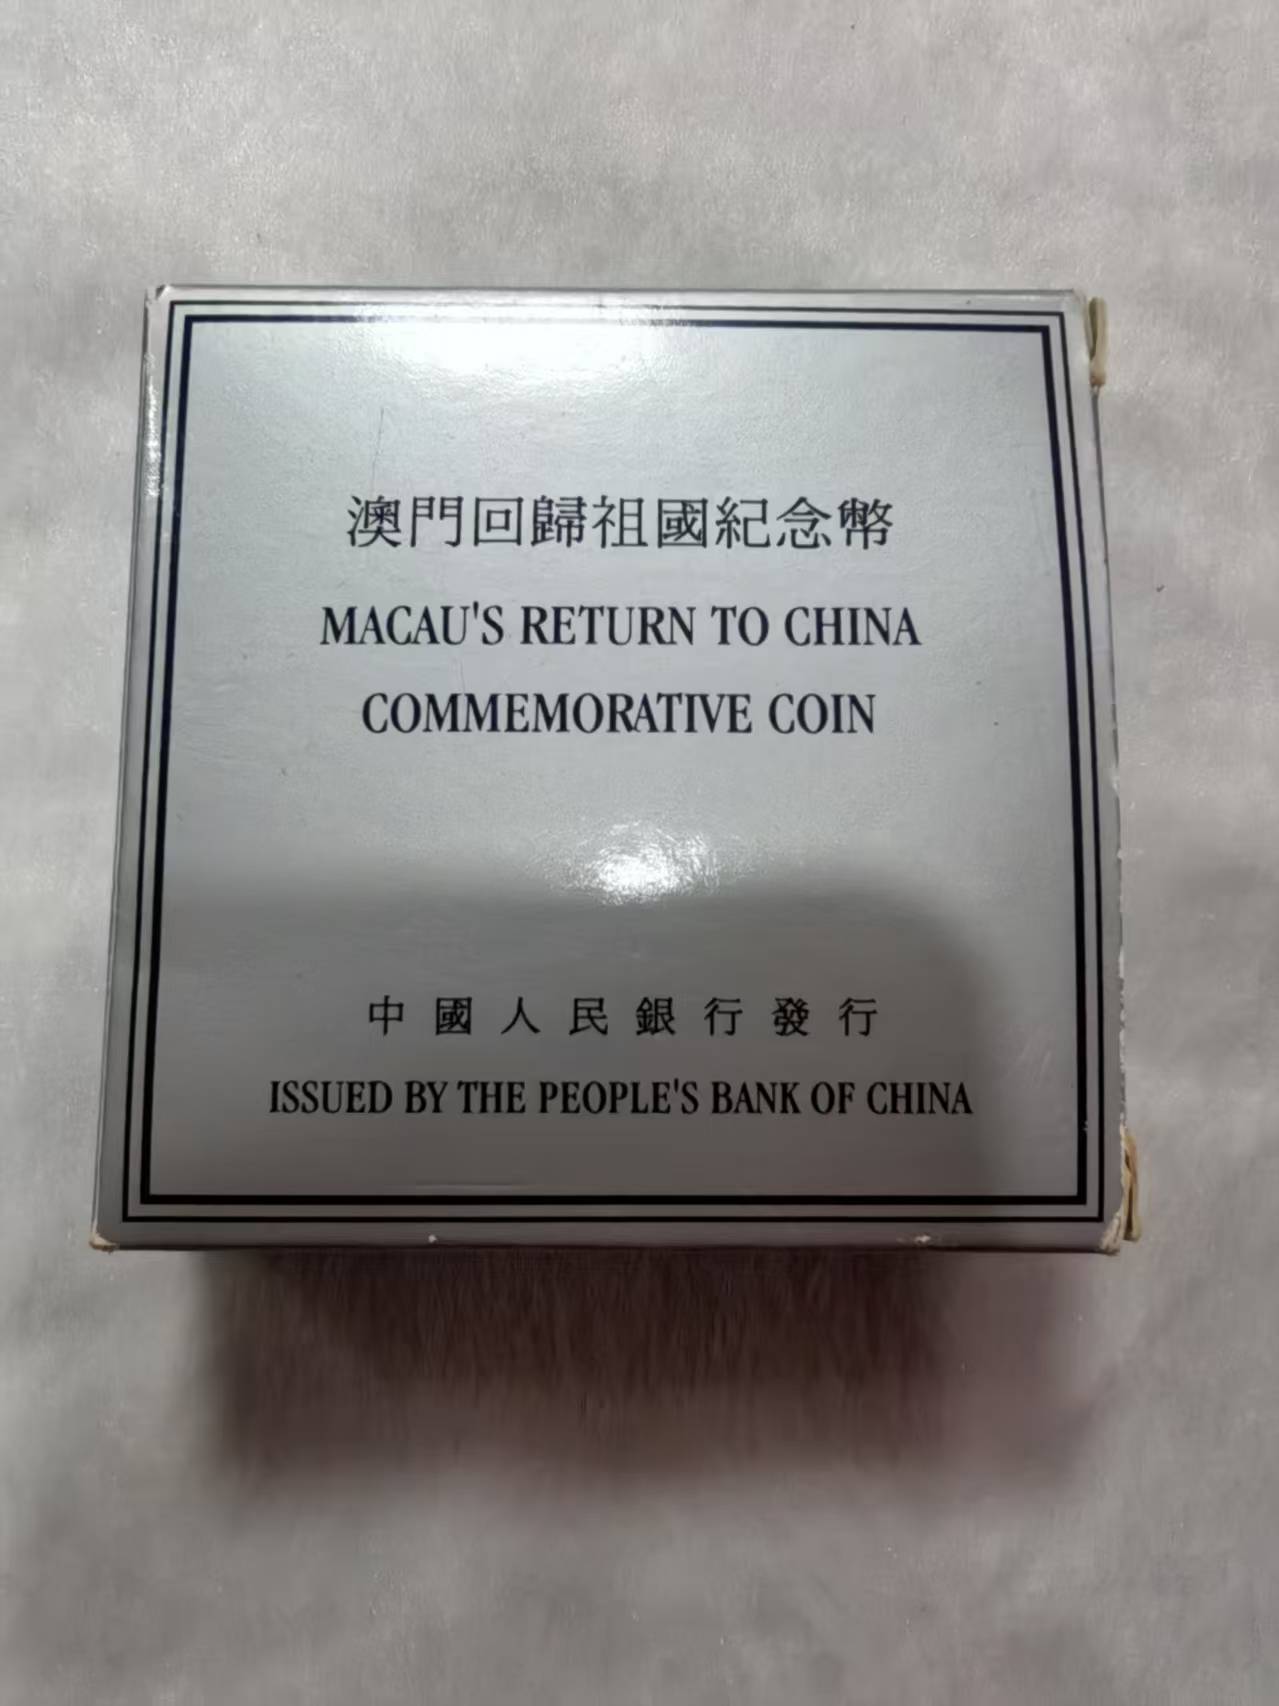 澳門回歸祖國紀念幣
MACAU'S RETURN TO CHINA
COMMEMORATIVE COIN
中國人民銀行發行
ISSUED BY THE PEOPLE'S BANK OF CHINA